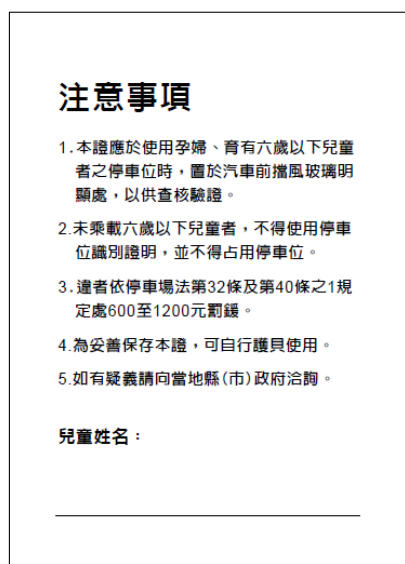 注意事項
1.本證應於使用孕婦、育有六歲以下兒童
者之停車位時，置於汽車前擋風玻璃明
顯處，以供查核驗證。
2.未乘載六歲以下兒童者，不得使用停車
位識別證明，並不得占用停車位。
3.違者依停車場法第32條及第40條之1規
定處600至1200元罰鍰。
4.為妥善保存本證，可自行護貝使用。
5.如有疑義請向當地縣(市)政府洽詢。
兒童姓名：